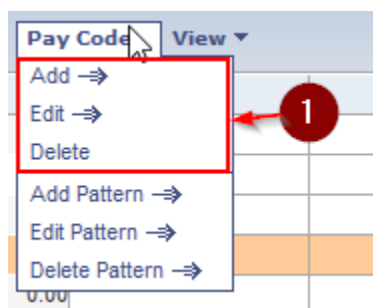 Pay Code View ▼
Add
Edit
Delete
1
Add Pattern
Edit Pattern
Delete Pattern
0.00